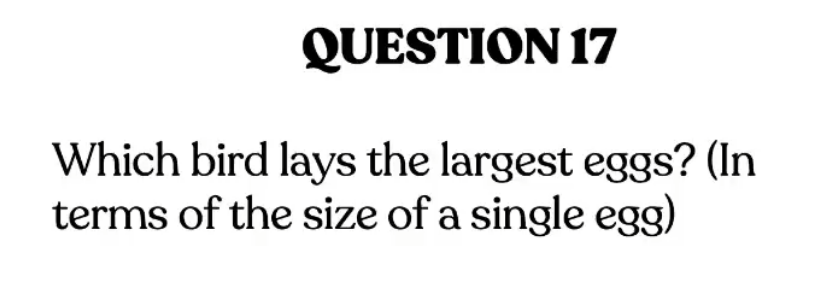 QUESTION 17
Which bird lays the largest eggs? (In
terms of the size of a single egg)